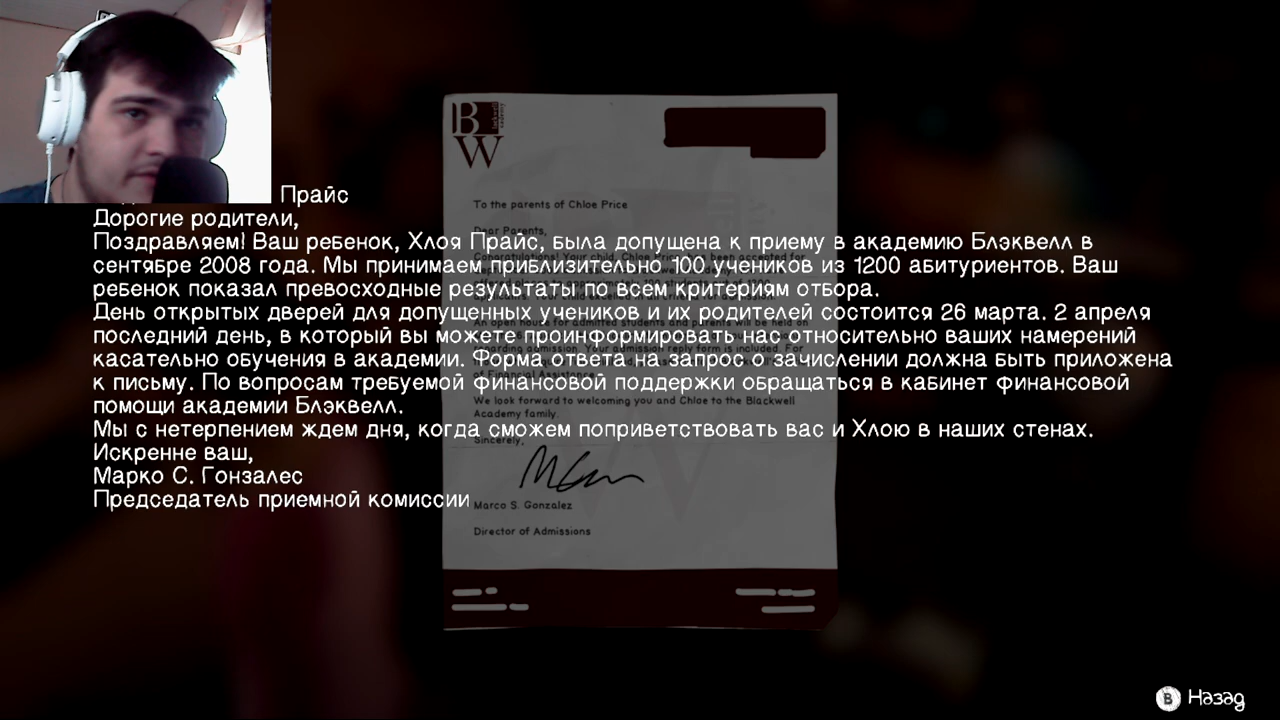 Прайс
Дорогие родители,
Поздравляем! Ваш ребенок, Хлоя Прайс, была допущена к приему в академию Блэквелл в
сентябре 2008 года. Мы принимаем приблизительно 100 учеников из 1200 абитуриентов. Ваш
ребенок показал превосходные результаты по всем критериям отбора.
День открытых дверей для допущенных учеников и их родителей состоится 26 марта. 2 апреля
последний день, в который вы можете проинформировать нас относительно ваших намерений
касательно обучения в академии. Форма ответа на запрос о зачислении должна быть приложена
к письму. По вопросам требуемой финансовой поддержки обращаться в кабинет финансовой
помощи академии Блэквелл.
Мы с нетерпением ждем дня, когда сможем поприветствовать вас и Хлою в наших стенах.
Искренне ваш,
Марко С. Гонзалес
Председатель приемной комиссии
BW
To the parents of Chloe Price
Dear Parents,
of Financial Assistance
We look forward to welcoming you and Chloe to the Blackwell
Academy family.
Sincerely,
Marco S. Gonzalez
Director of Admissions
B Назад